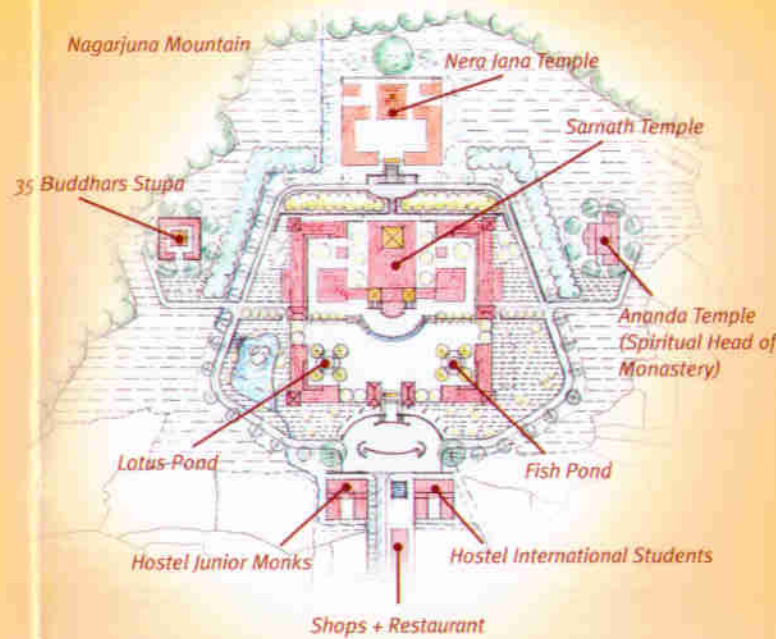 Nagarjuna Mountain
Nera Jana Temple
Sarnath Temple
35 Buddhars Stupa
Ananda Temple
(Spiritual Head of
Monastery)
Lotus Pond
Fish Pond
Hostel Junior Monks
Hostel International Students
Shops + Restaurant